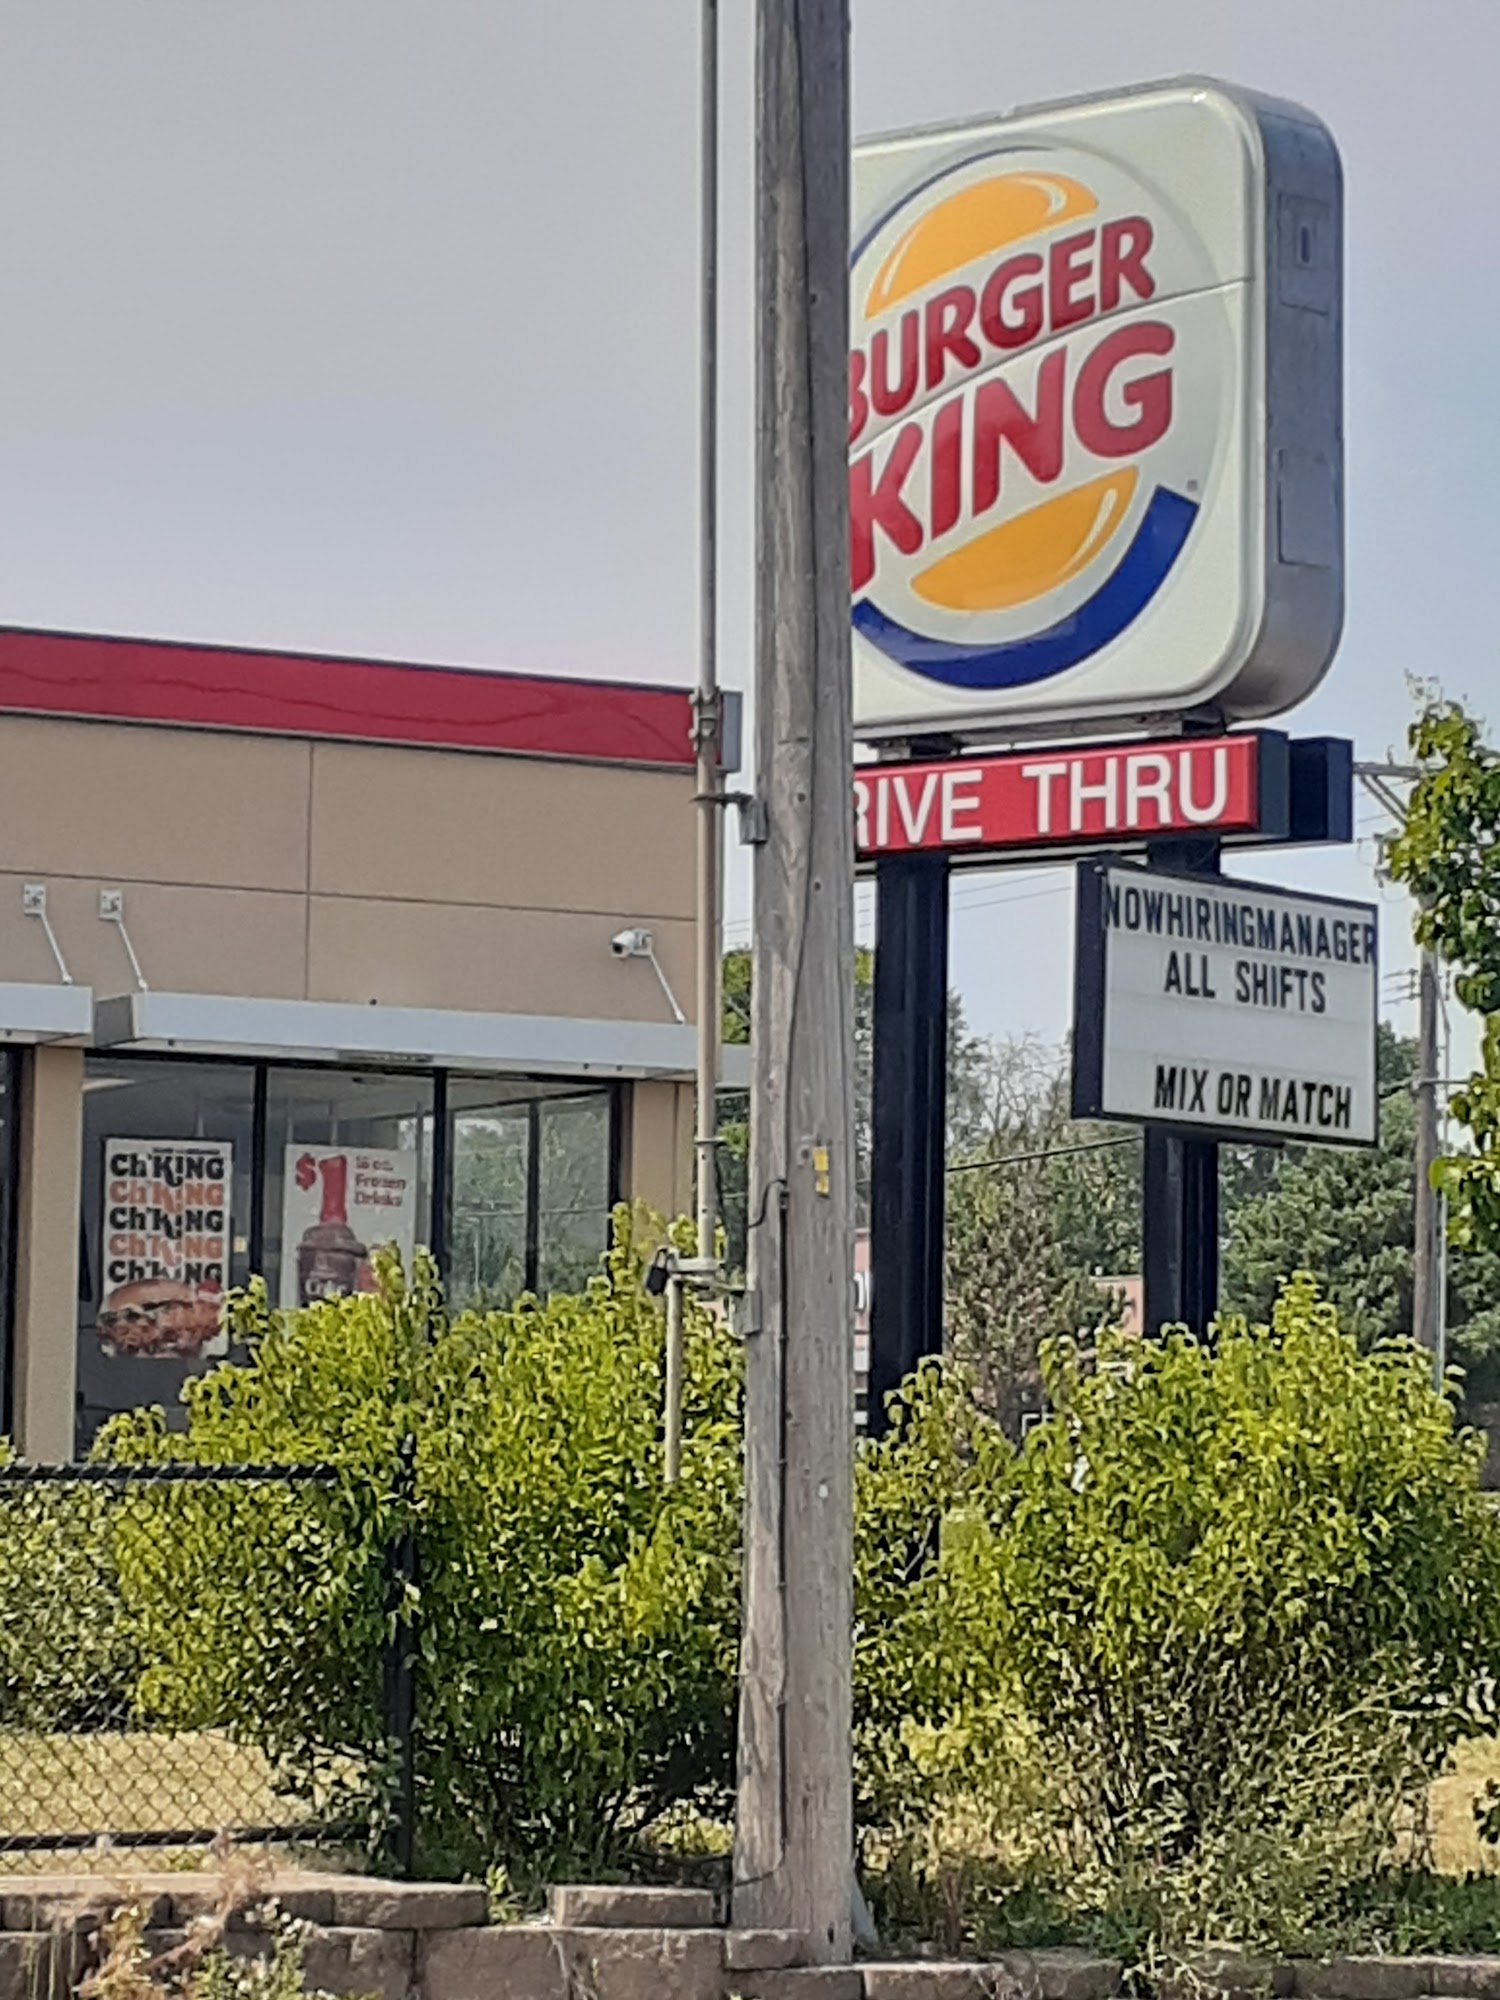 BURGER
KING
RIVE THRU
NOWHIRINGMANAGER
ALL SHIFTS
MIX OR MATCH
Ch'KING
Ch'KING
Ch'KING
Ch'KING
Ch'KING
$1 16 oz.
Frozen
Drinks